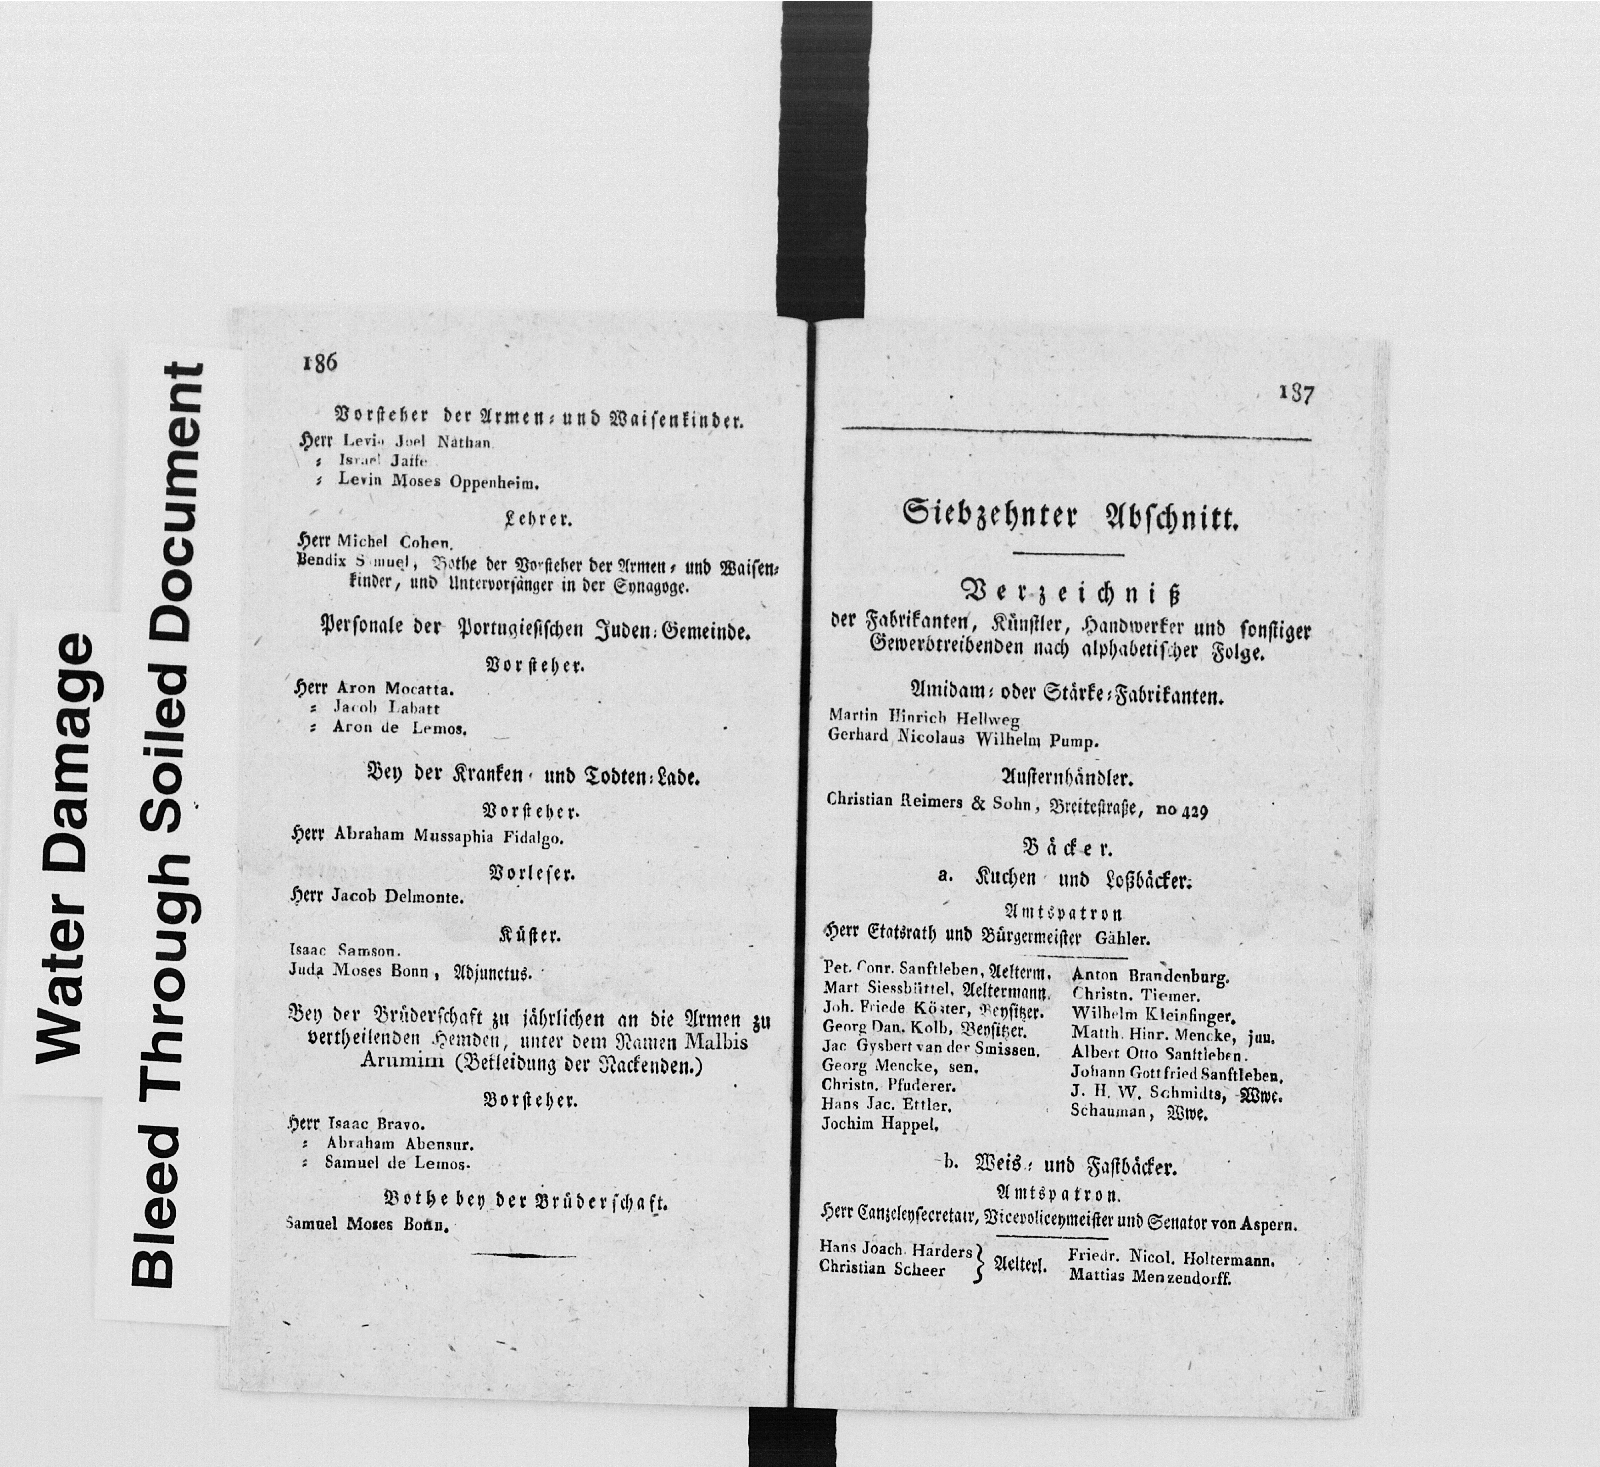 Water Damage
Bleed Through Soiled Document
186
Vorsteher der Armen- und Waisenkinder.
Herr Levin Joel Nathan.
= Israel Jaffe
= Levin Moses Oppenheim.
Lehrer.
Herr Michel Cohen.
Bendix Samuel, Bothe der Vorsteher der Armen- und Waisen-
kinder, und Untervorsänger in der Synagoge.
Personale der Portugiesischen Juden-Gemeinde.
Vorsteher.
Herr Aron Mocatta.
= Jacob Labatt
= Aron de Lemos.
Bey der Kranken- und Todten-Lade.
Vorsteher.
Herr Abraham Mussaphia Fidalgo.
Vorleser.
Herr Jacob Delmonte.
Küster.
Isaac Samson.
Juda Moses Bonn, Adjunctus.
Bey der Brüderschaft zu jährlichen an die Armen zu
vertheilenden Hemden, unter dem Namen Malbis
Arumim (Bekleidung der Nackenden.)
Vorsteher.
Herr Isaac Bravo.
= Abraham Abensur.
= Samuel de Lemos.
Bothe bey der Brüderschaft.
Samuel Moses Bonn.
187
Siebzehnter Abschnitt.
Verzeichniß
der Fabrikanten, Künstler, Handwerker und sonstiger
Gewerbtreibenden nach alphabetischer Folge.
Amidam- oder Stärke-Fabrikanten.
Martin Hinrich Hellweg
Gerhard Nicolaus Wilhelm Pump.
Austernhändler.
Christian Reimers & Sohn, Breitestraße, no 429
Bäcker.
a. Kuchen und Loßbäcker.
Amtspatron
Herr Etatsrath und Bürgermeister Gähler.
Pet. Conr. Sanftleben, Aelterm.
Mart Siessbüttel, Aeltermann.
Joh. Friede Köster, Beysitzer.
Georg Dan. Kolb, Beysitzer.
Jac Gysbert van der Smissen.
Georg Mencke, sen.
Christn. Pfuderer.
Hans Jac. Ettler.
Jochim Happel.
Anton Brandenburg.
Christn. Tiemer.
Wilhelm Kleinfinger.
Matth. Hinr. Mencke, jun.
Albert Otto Sanftleben.
Johann Gottfried Sanftleben.
J. H. W. Schmidts, Wwe.
Schauman, Wwe.
b. Weis- und Fastbäcker.
Amtspatron.
Herr Canzeleysecretair, Vicepoliceymeister und Senator von Aspern.
Hans Joach. Harders
Christian Scheer } Aelterl.
Friedr. Nicol. Holtermann.
Mattias Menzendorff.